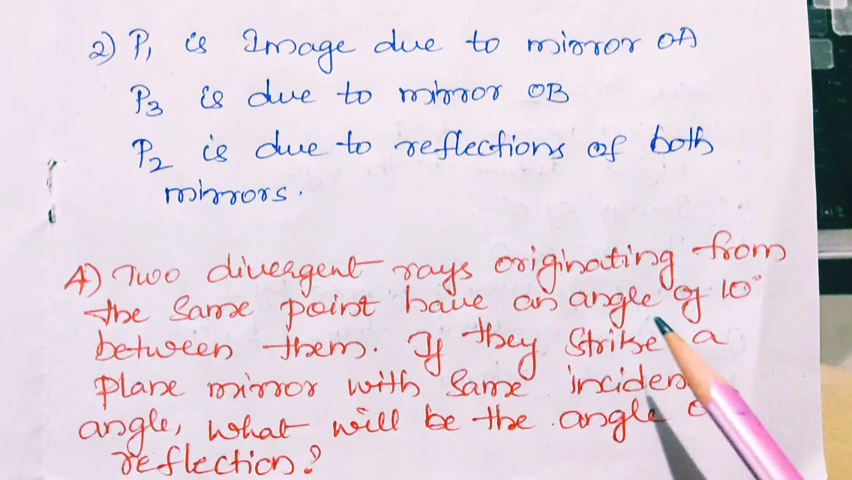 2) P1 is Image due to mirror OA
P3 is due to mirror OB
P2 is due to reflections of both
mirrors.
4) Two divergent rays originating from
the same point have an angle of 10°
between them. If they strike a
plane mirror with same
angle, what will be the angle
reflection?